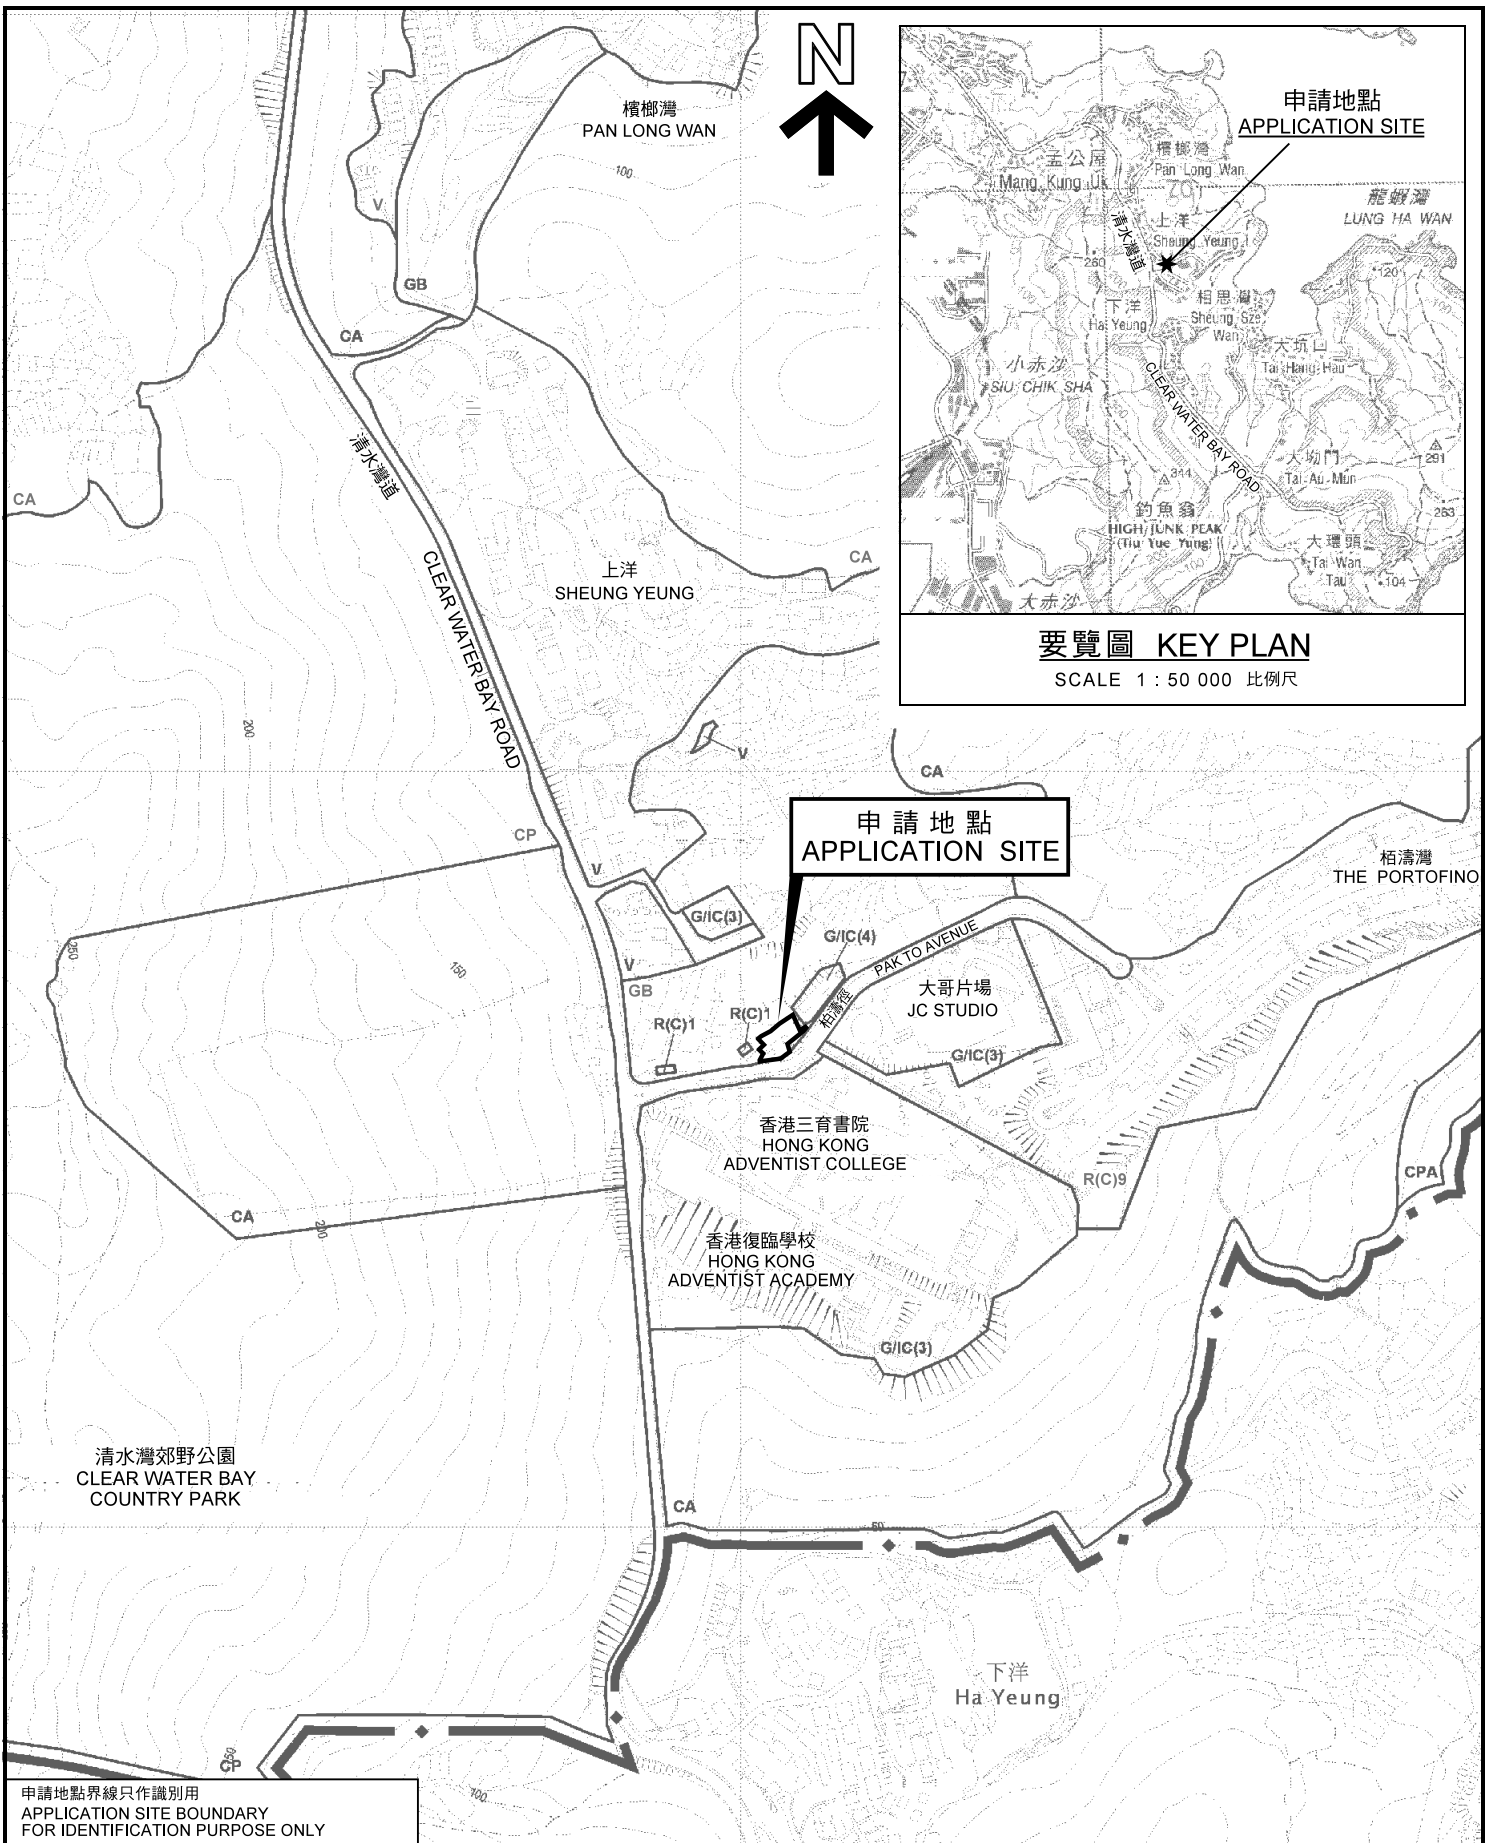 N
檳榔灣
PAN LONG WAN
100
V
GB
CA
清水灣道
CA
CLEAR WATER BAY ROAD
上洋
SHEUNG YEUNG
CA
200
V
CP
V
CA
申請地點
APPLICATION SITE
栢濤灣
THE PORTOFINO
G/IC(3)
G/IC(4)
PAK TO AVENUE
柏濤徑
250
150
V
GB
R(C)1
R(C)1
大哥片場
JC STUDIO
G/IC(3)
香港三育書院
HONG KONG
ADVENTIST COLLEGE
R(C)9
CPA
CA
200
香港復臨學校
HONG KONG
ADVENTIST ACADEMY
G/IC(3)
清水灣郊野公園
CLEAR WATER BAY
COUNTRY PARK
CA
50
下洋
Ha Yeung
CP
100
申請地點界線只作識別用
APPLICATION SITE BOUNDARY
FOR IDENTIFICATION PURPOSE ONLY
申請地點
APPLICATION SITE
孟公屋
Mang Kung Uk
檳榔灣
Pan Long Wan
龍蝦灣
LUNG HA WAN
清水灣道
上洋
Sheung Yeung
260
下洋
Ha Yeung
相思灣
Sheung Sze
Wan
120
小赤沙
SIU CHIK SHA
大坑口
Tai Hang Hau
CLEAR WATER BAY ROAD
344
291
大坳門
Tai Au Mun
釣魚翁
HIGH JUNK PEAK
(Tiu Yue Yung)
263
大環頭
Tai Wan
Tau
104
大赤沙
要覽圖 KEY PLAN
SCALE 1 : 50 000 比例尺